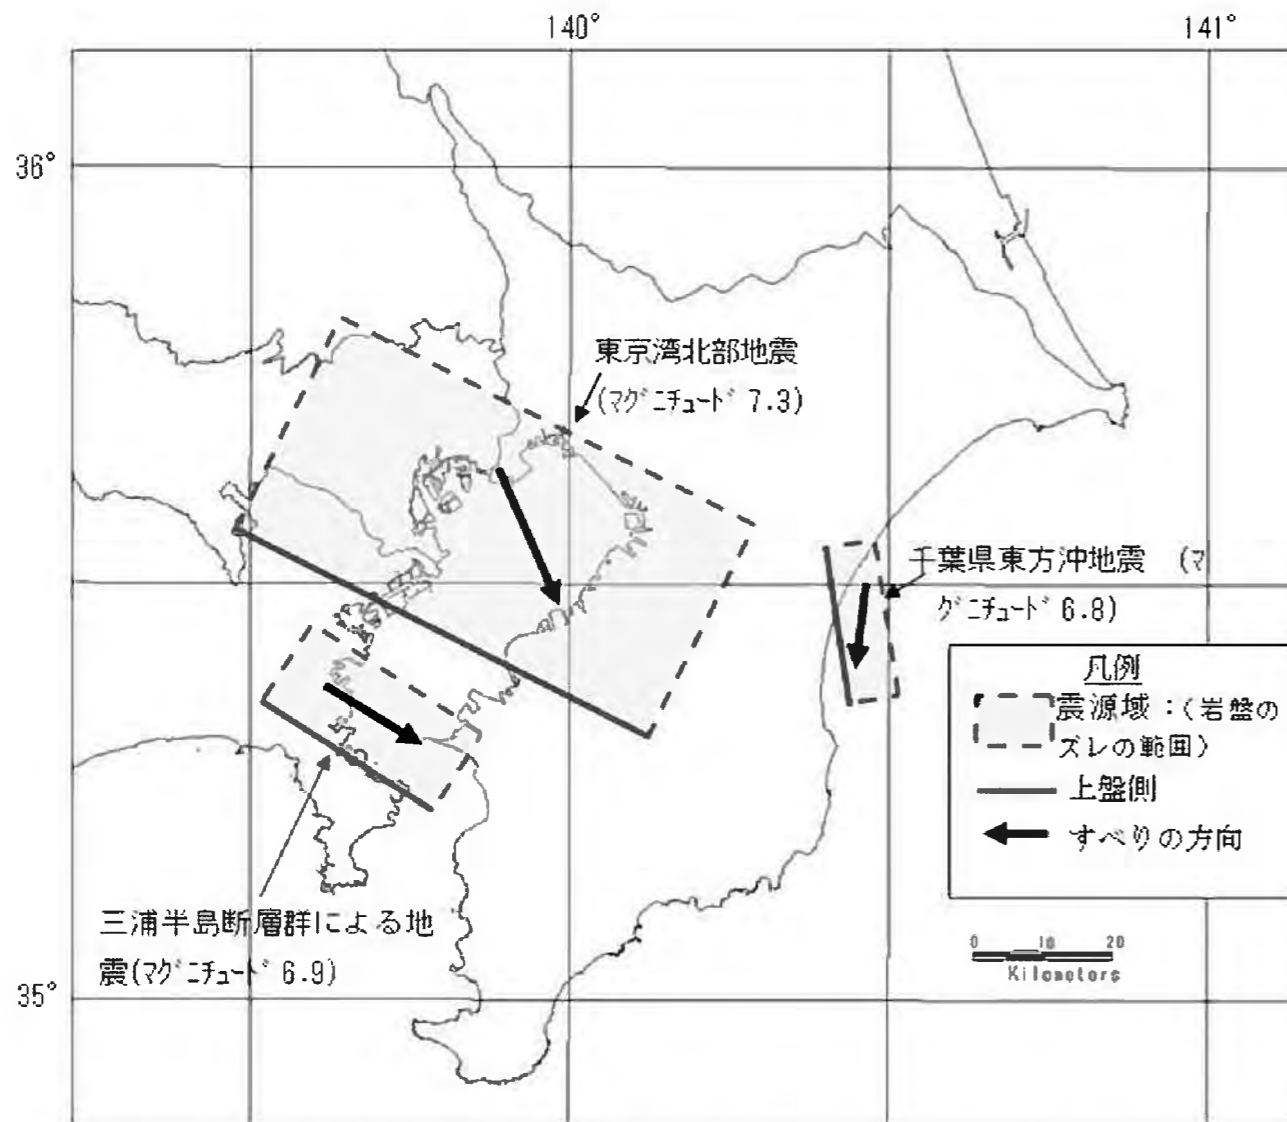 140° 141°
36°
東京湾北部地震
(マグニチュード 7.3)
千葉県東方沖地震 (マ
グニチュード 6.8)
凡例
震源域:(岩盤の
ズレの範囲)
上盤側
すべりの方向
三浦半島断層群による地
震(マグニチュード 6.9)
0 10 20
Kilometers
35°